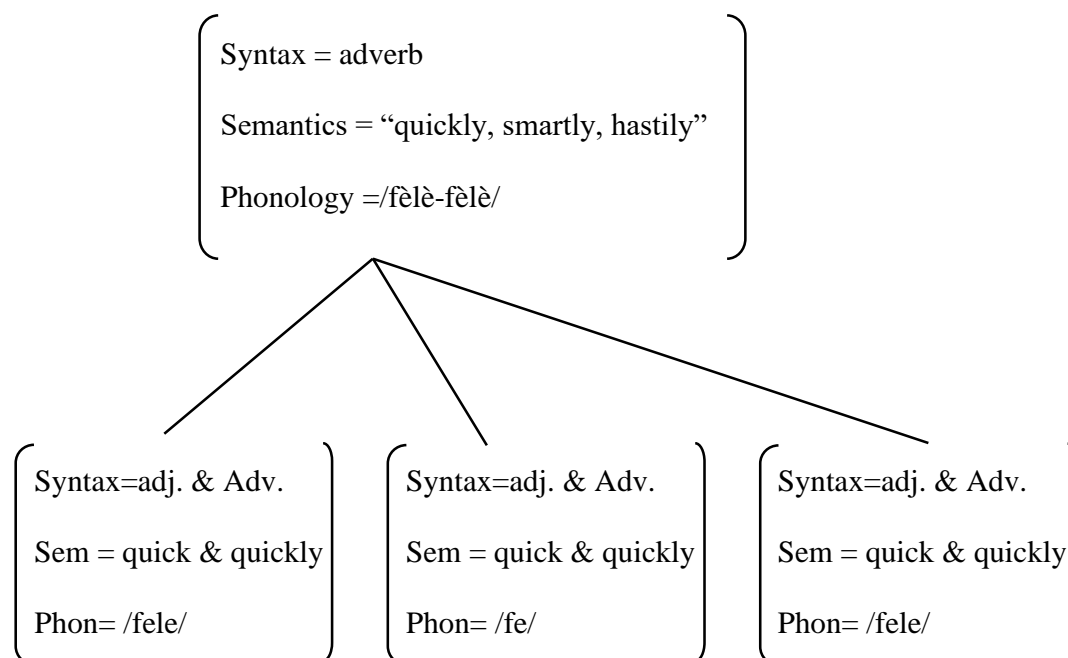 Syntax = adverb
Semantics = “quickly, smartly, hastily”
Phonology =/fèlè-fèlè/
Syntax=adj. & Adv.
Sem = quick & quickly
Phon= /fele/
Syntax=adj. & Adv.
Sem = quick & quickly
Phon= /fe/
Syntax=adj. & Adv.
Sem = quick & quickly
Phon= /fele/